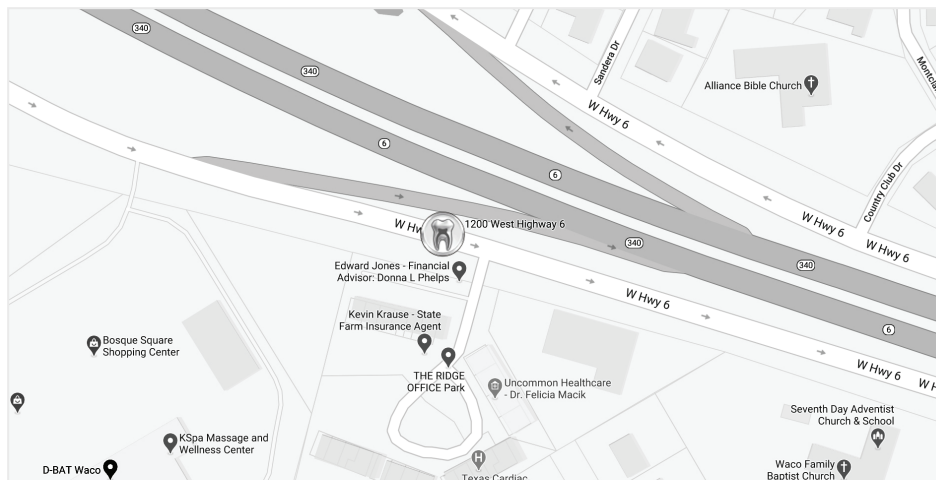 340
340
Sandera Dr
Alliance Bible Church
W Hwy 6
6
6
Country Club Dr
W Hwy 6
W Hwy 6
1200 West Highway 6
340
340
Edward Jones - Financial
Advisor: Donna L Phelps
W Hwy 6
Kevin Krause - State
Farm Insurance Agent
6
Bosque Square
Shopping Center
W Hwy 6
THE RIDGE
OFFICE Park
Uncommon Healthcare
- Dr. Felicia Macik
Seventh Day Adventist
Church & School
KSpa Massage and
Wellness Center
D-BAT Waco
Texas Cardiac
Waco Family
Baptist Church